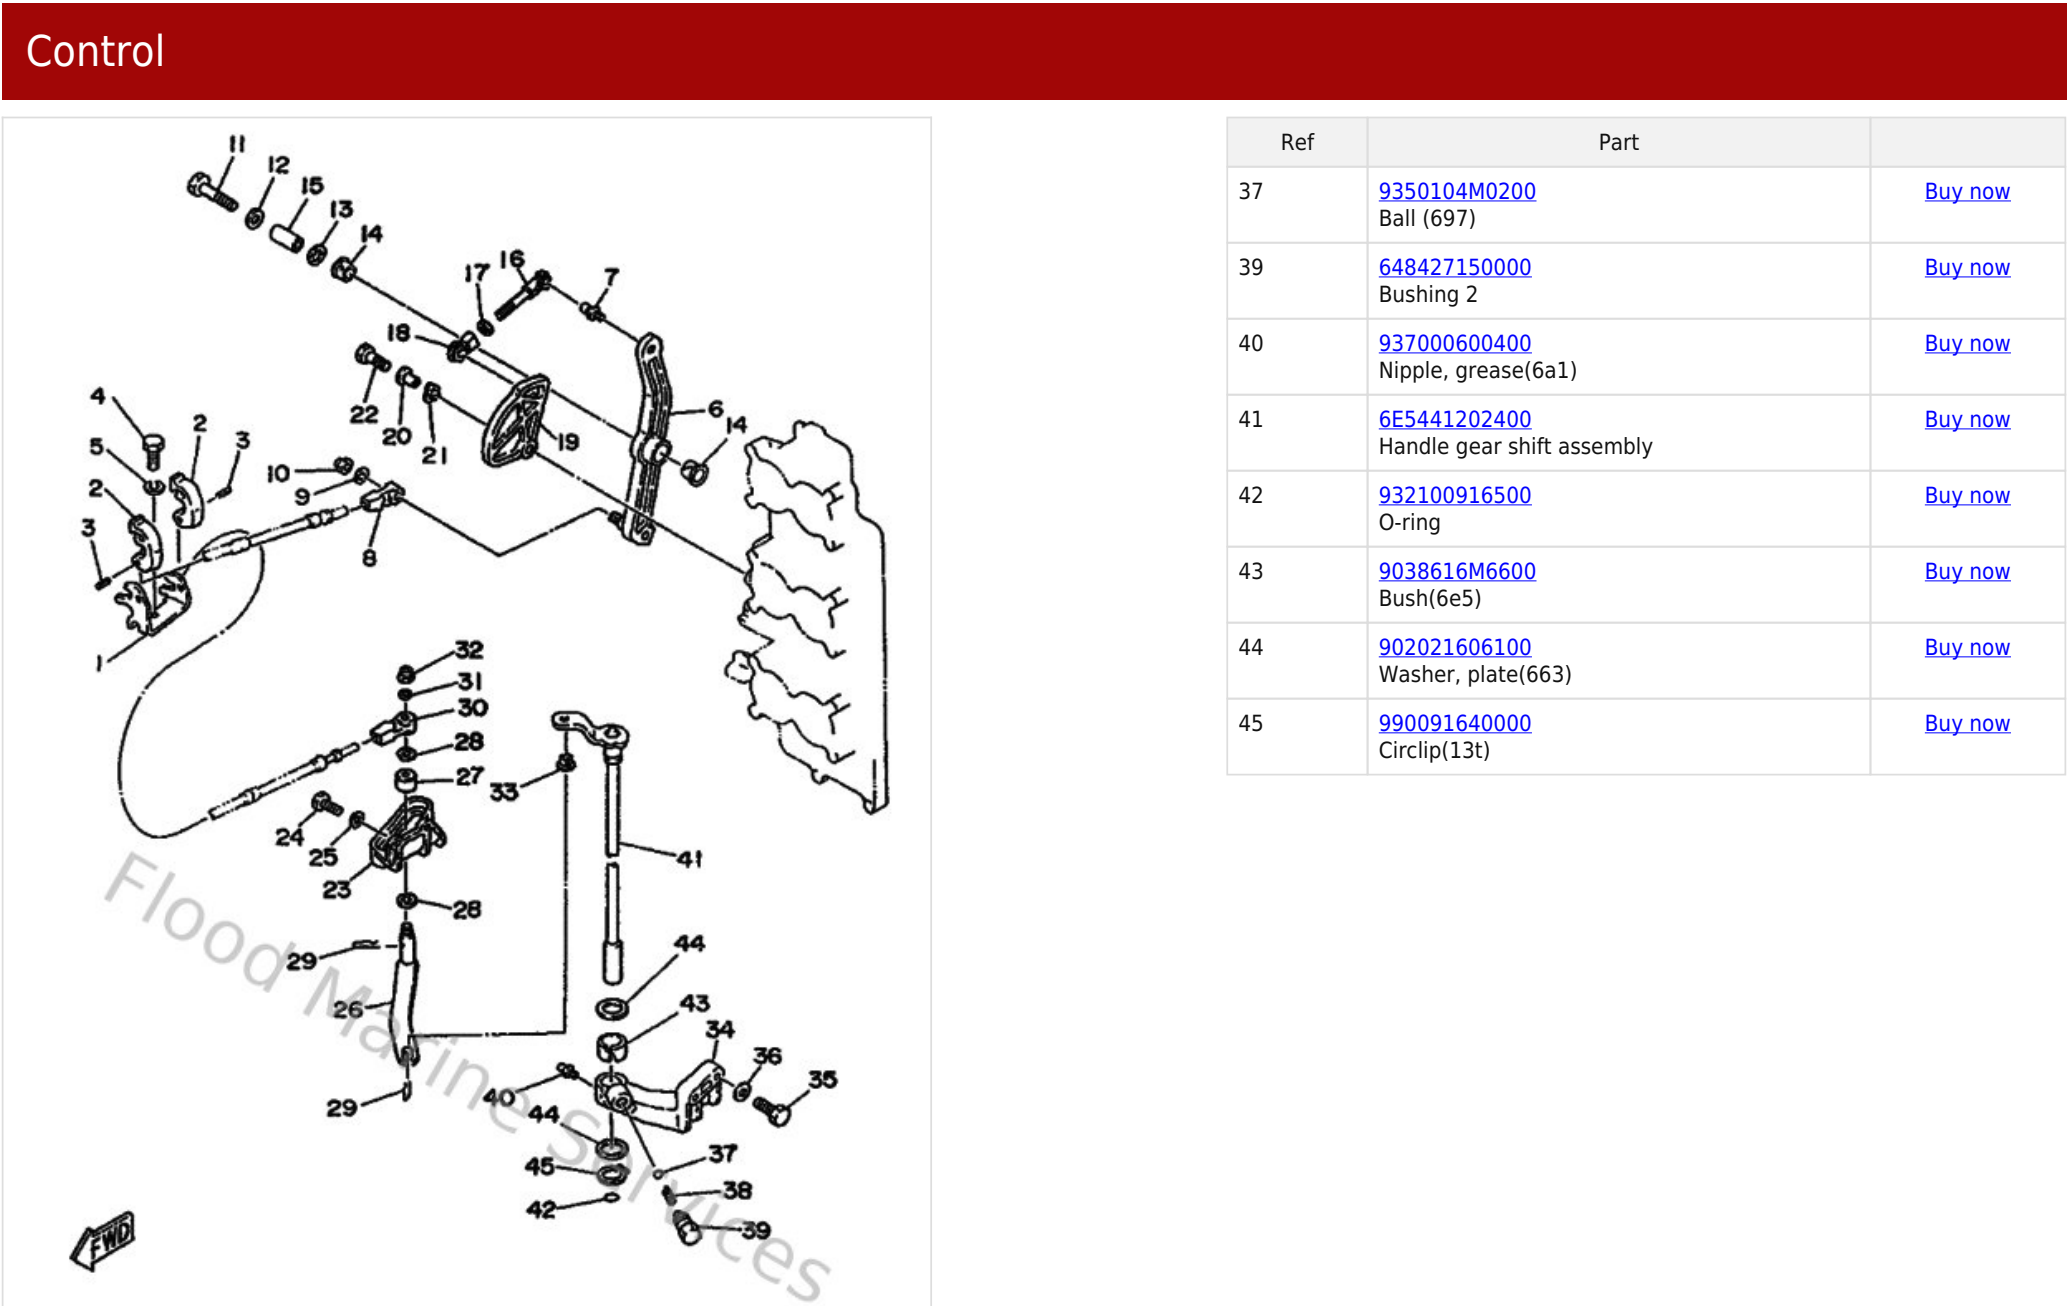 Control
11
12
15
13
14
16
17
7
18
22
20
21
19
6
14
4
2
3
5
2
10
9
3
8
1
32
31
30
28
27
33
24
25
23
41
28
29
44
26
43
34
36
35
40
29
44
37
45
38
42
39
FWD
Flood Marine Services
Ref Part
37 9350104M0200 Buy now
Ball (697)
39 648427150000 Buy now
Bushing 2
40 937000600400 Buy now
Nipple, grease(6a1)
41 6E5441202400 Buy now
Handle gear shift assembly
42 932100916500 Buy now
O-ring
43 9038616M6600 Buy now
Bush(6e5)
44 902021606100 Buy now
Washer, plate(663)
45 990091640000 Buy now
Circlip(13t)